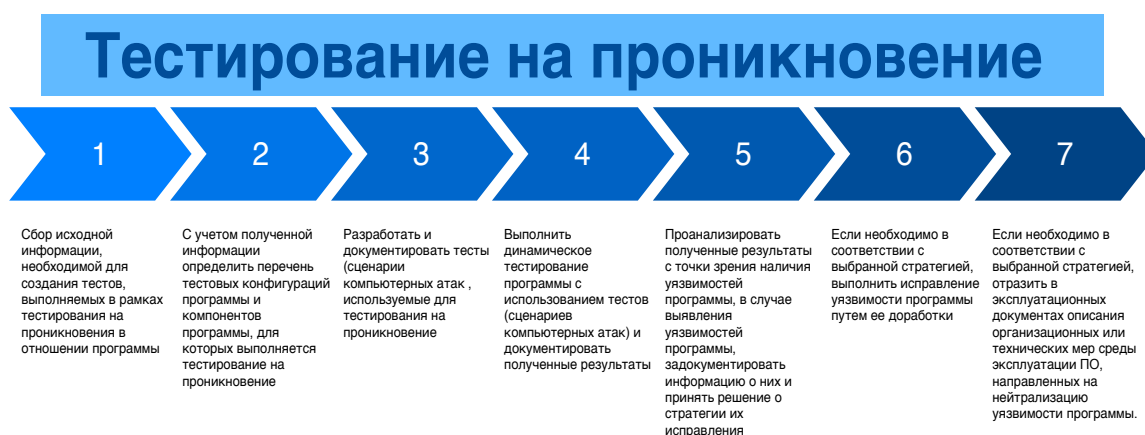 Тестирование на проникновение
1
2
3
4
5
6
7
Сбор исходной
информации,
необходимой для
создания тестов,
выполняемых в рамках
тестирования на
проникновения в
отношении программы
С учетом полученной
информации
определить перечень
тестовых конфигураций
программы и
компонентов
программы, для
которых выполняется
тестирование на
проникновение
Разработать и
документировать тесты
(сценарии
компьютерных атак ,
используемые для
тестирования на
проникновение
Выполнить
динамическое
тестирование
программы с
использованием тестов
(сценариев
компьютерных атак) и
документировать
полученные результаты
Проанализировать
полученные результаты
с точки зрения наличия
уязвимостей
программы, в случае
выявления
уязвимостей
программы,
задокументировать
информацию о них и
принять решение о
стратегии их
исправления
Если необходимо в
соответствии с
выбранной стратегией,
выполнить исправление
уязвимости программы
путем ее доработки
Если необходимо в
соответствии с
выбранной стратегией,
отразить в
эксплуатационных
документах описания
организационных или
технических мер среды
эксплуатации ПО,
направленных на
нейтрализацию
уязвимости программы.